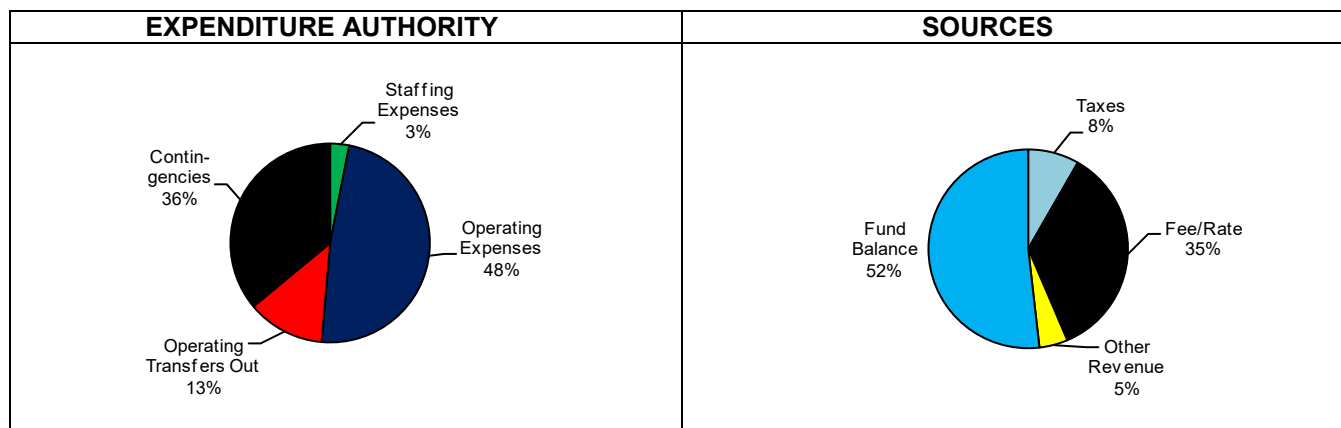 EXPENDITURE AUTHORITY
Staffing
Expenses
3%
Contin-
gencies
36%
Operating
Expenses
48%
Operating
Transfers Out
13%
SOURCES
Taxes
8%
Fund
Balance
52%
Fee/Rate
35%
Other
Revenue
5%